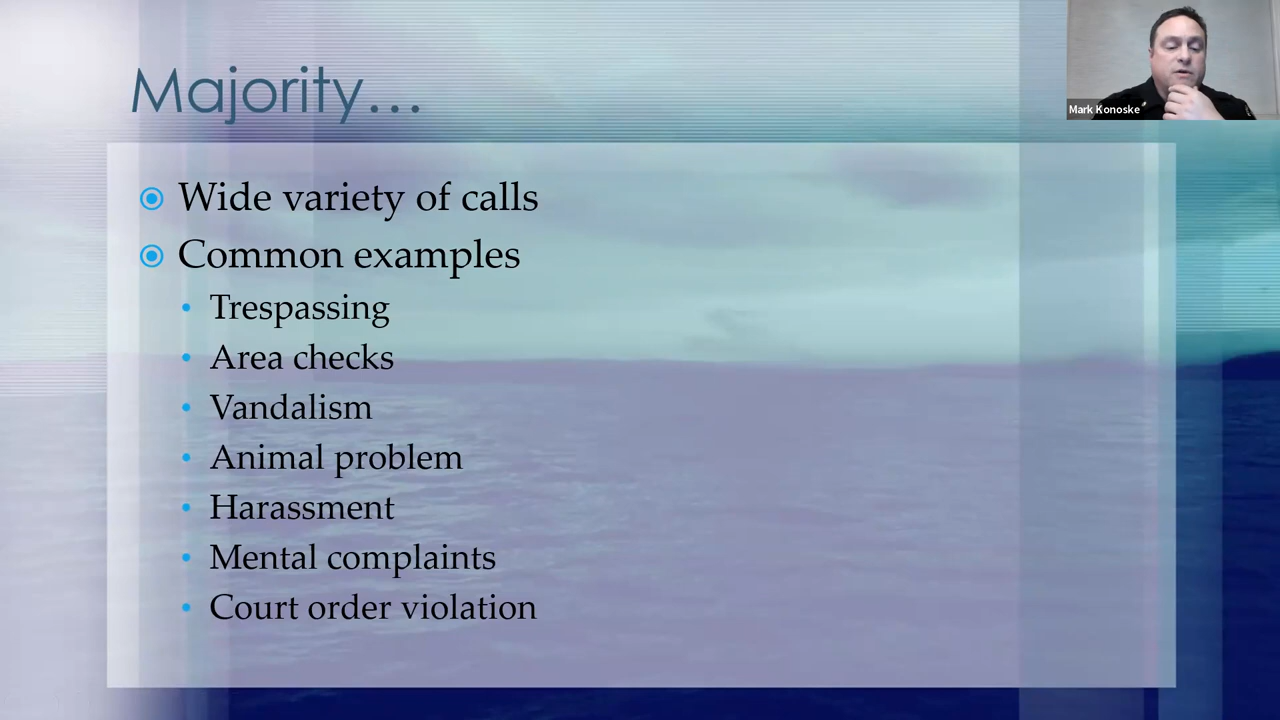 Majority…
Mark Konoske
Wide variety of calls
Common examples
Trespassing
Area checks
Vandalism
Animal problem
Harassment
Mental complaints
Court order violation